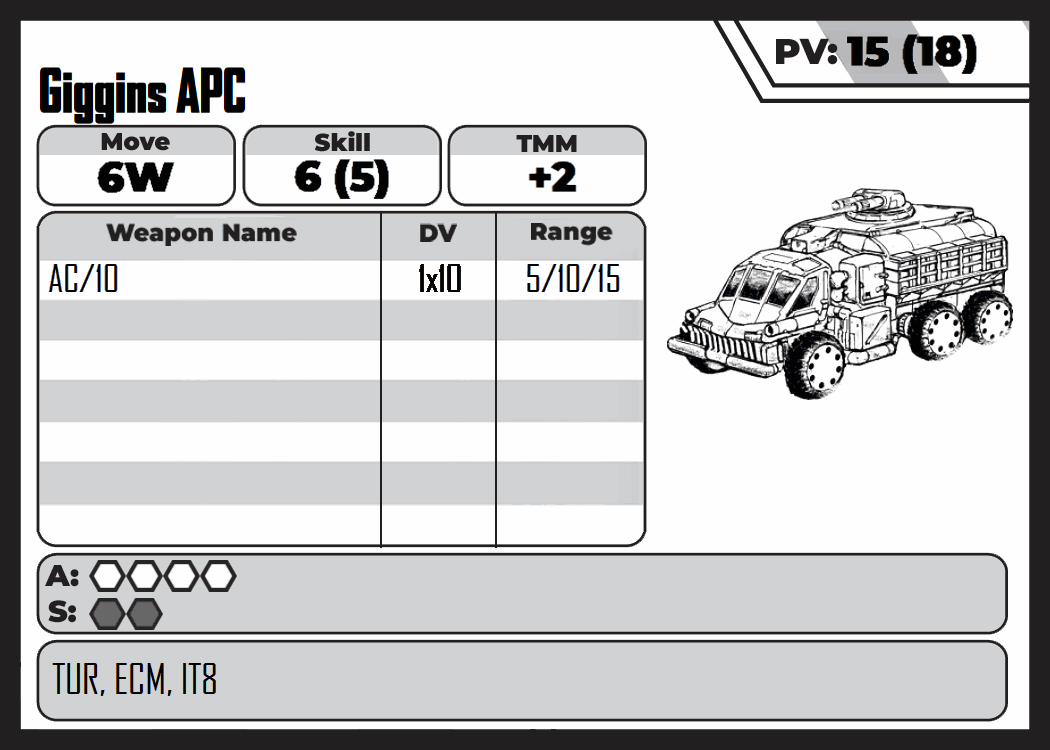 PV: 15 (18)
Giggins APC
Move Skill TMM
6W 6 (5) +2
Weapon Name DV Range
AC/10 1x10 5/10/15
A:
S:
TUR, ECM, IT8